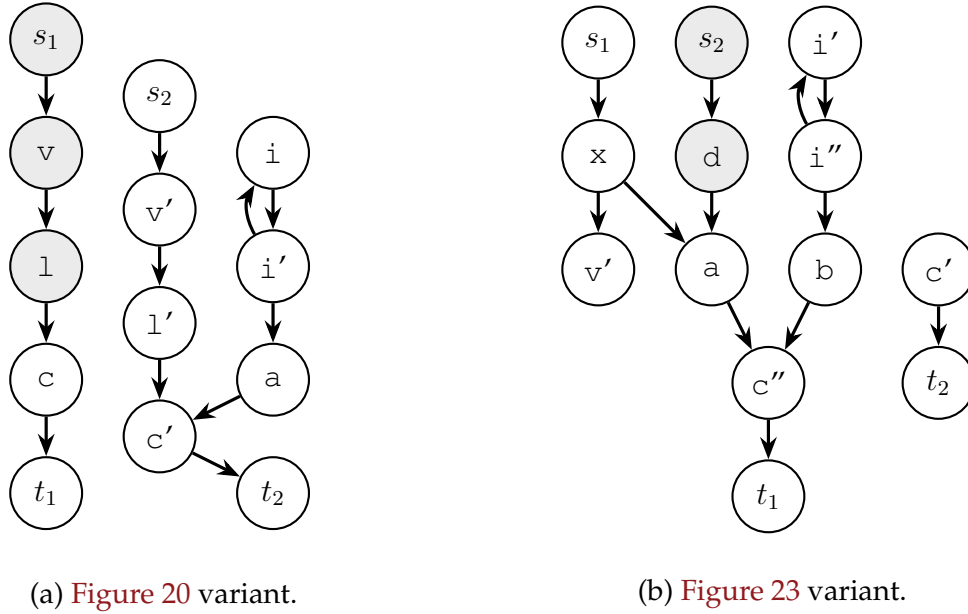 s₁
v
l
c
t₁
s₂
v′
l′
c′
i
i′
a
t₂
(a) Figure 20 variant.
s₁
x
v′
s₂
d
a
i′
i″
b
c″
t₁
c′
t₂
(b) Figure 23 variant.